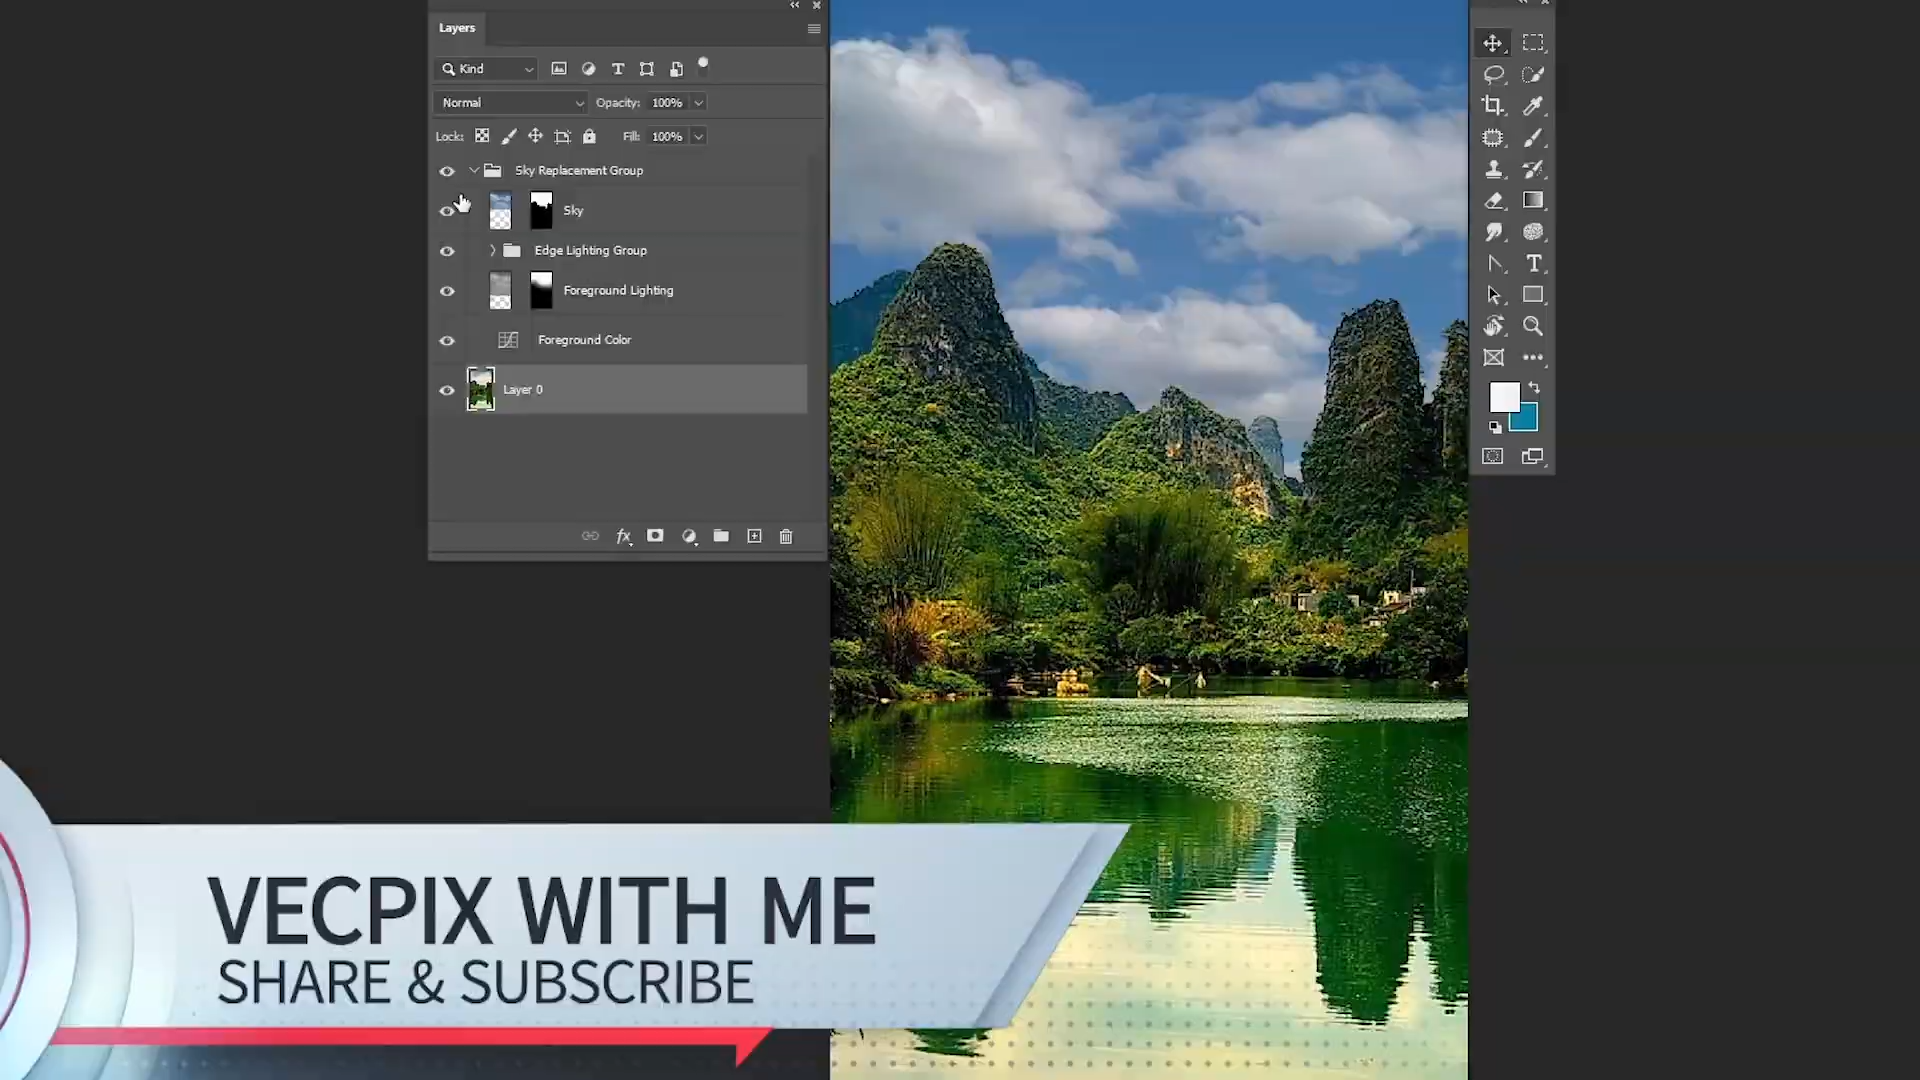 Layers
Kind
Normal
Opacity: 100%
Lock:
Fill: 100%
Sky Replacement Group
Sky
Edge Lighting Group
Foreground Lighting
Foreground Color
Layer 0
fx
VECPIX WITH ME
SHARE & SUBSCRIBE